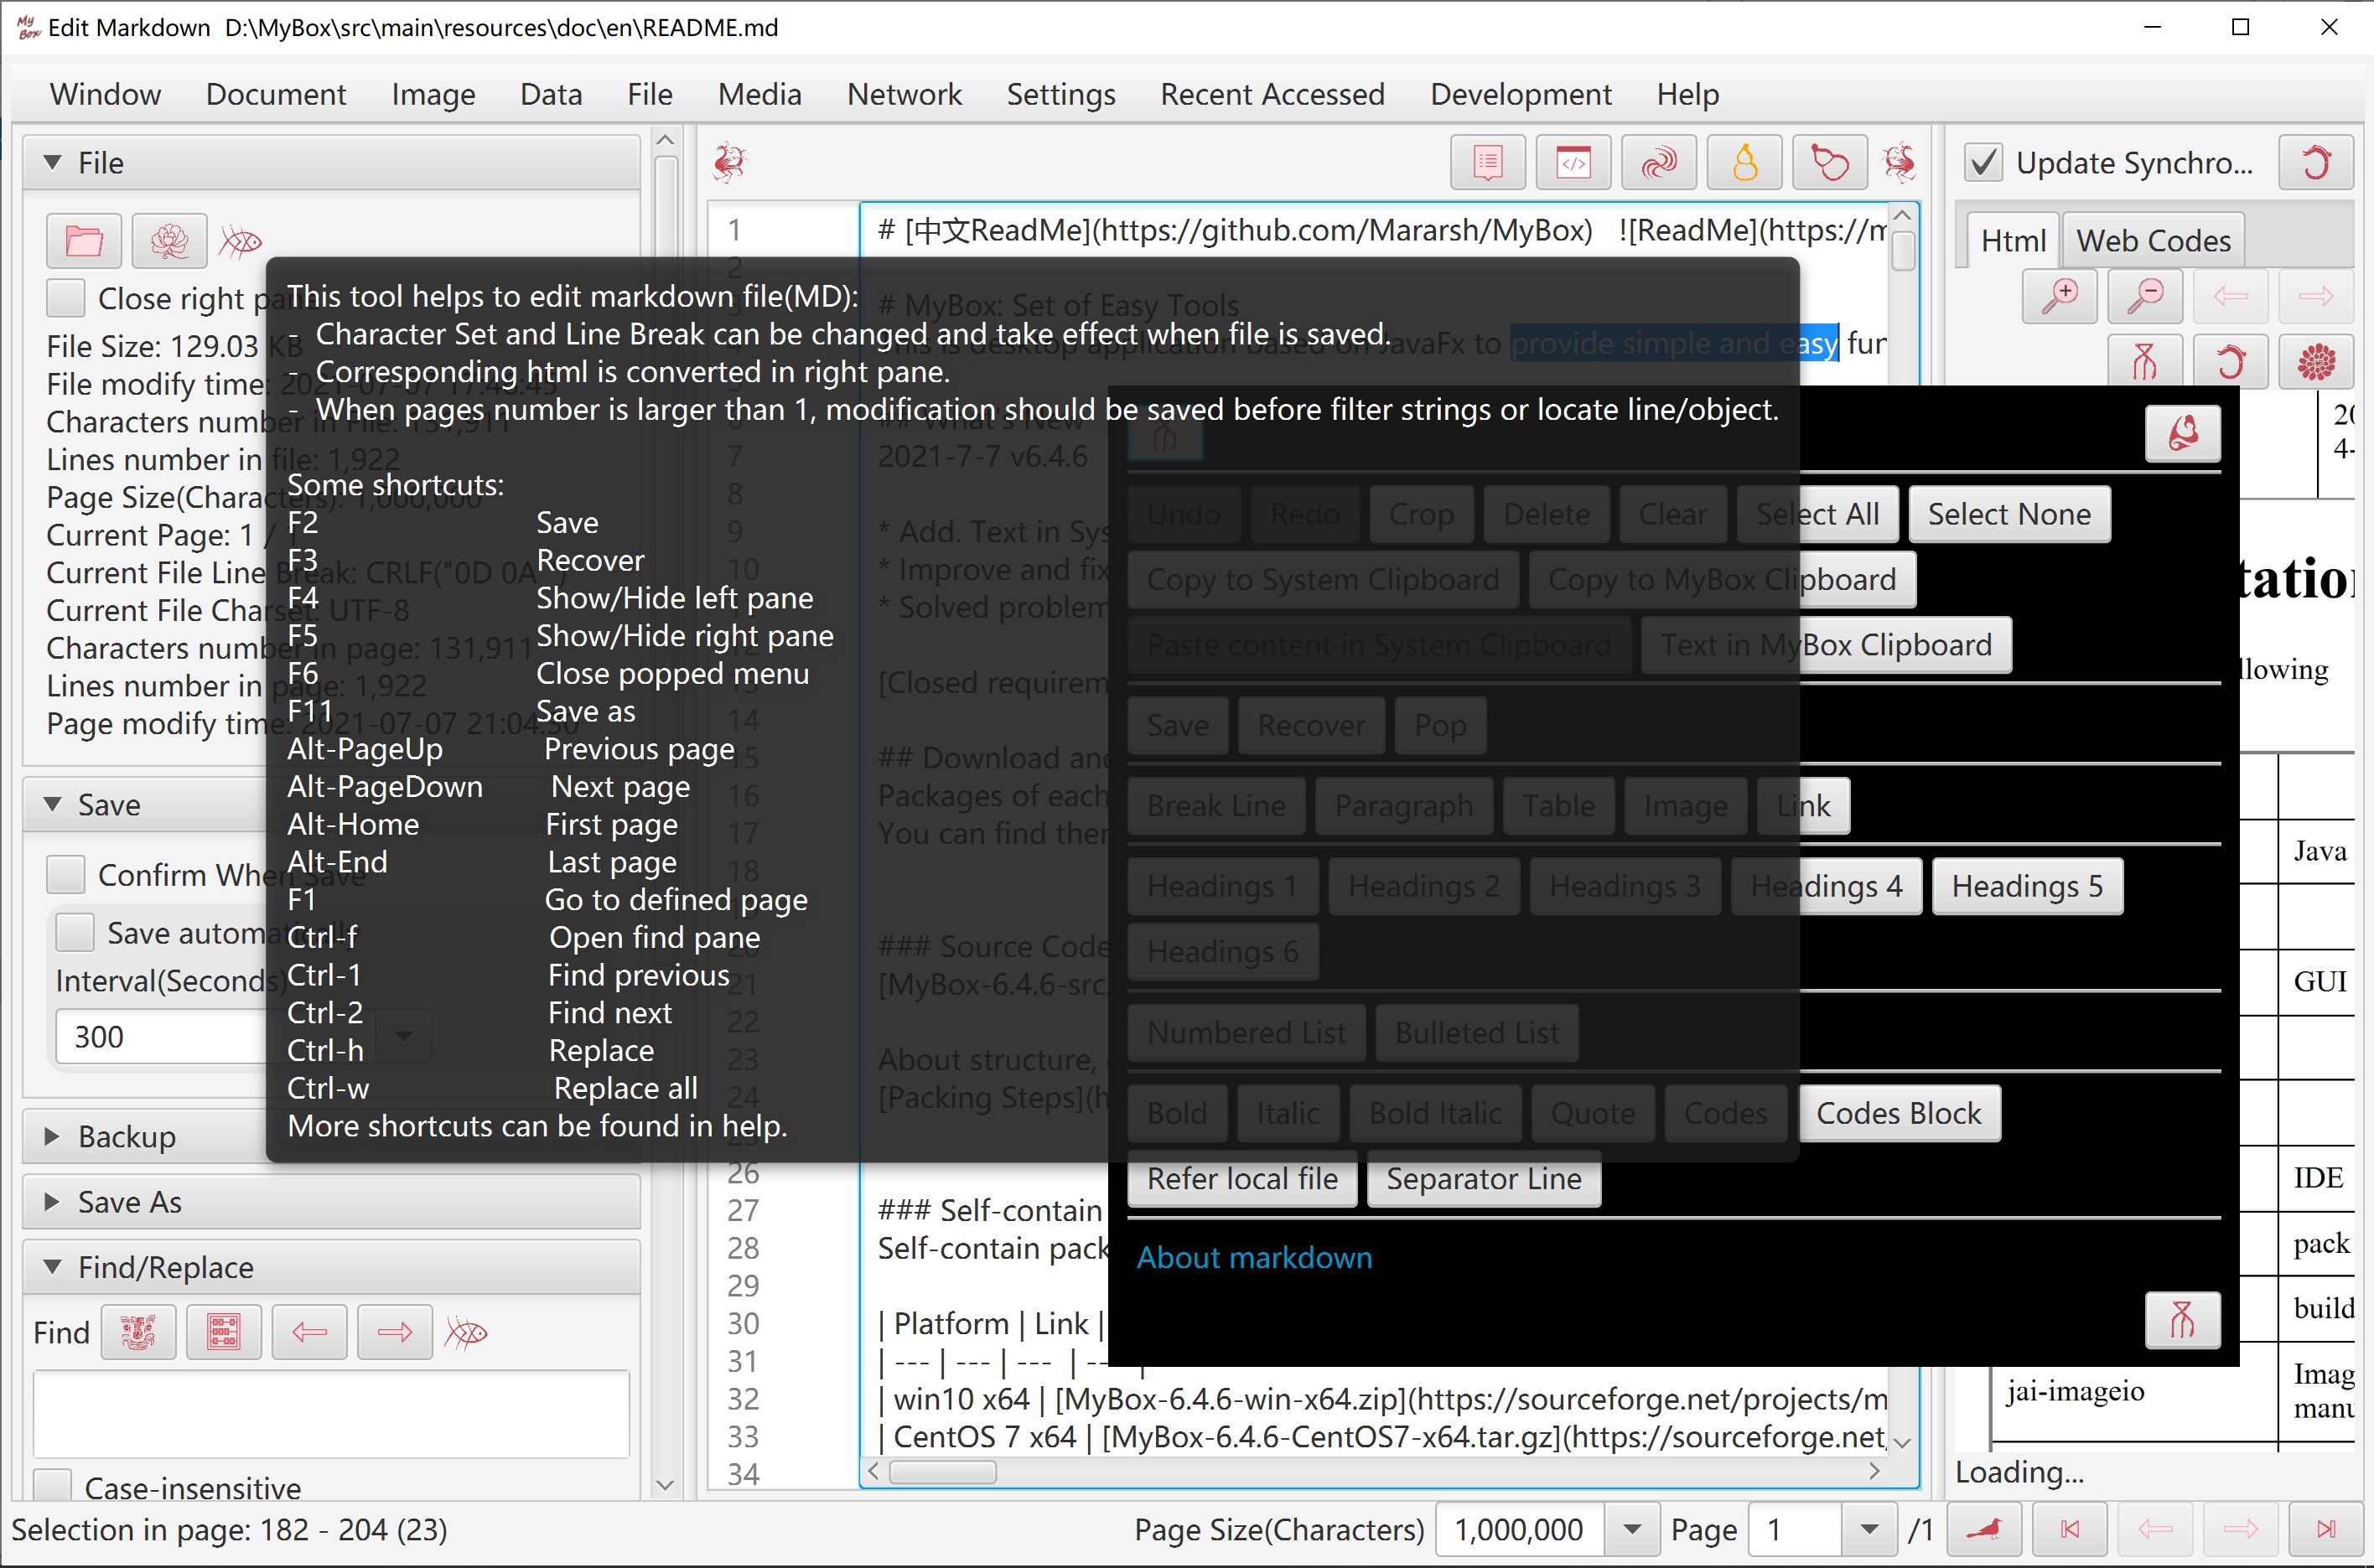 My Box Edit Markdown D:\MyBox\src\main\resources\doc\en\README.md
Window Document Image Data File Media Network Settings Recent Accessed Development Help
File
Close right pane
File Size: 129.03 KB
File modify time: 2021-07-07 17:46:45
Characters number in File: 131,911
Lines number in file: 1,922
Page Size(Characters): 1,000,000
Current Page: 1 / 1
Current File Line Break: CRLF("0D 0A ")
Current File Charset: UTF-8
Characters number in page: 131,911
Lines number in page: 1,922
Page modify time: 2021-07-07 21:04:30
Save
Confirm When Save
Save automatically
Interval(Seconds)
300
Backup
Save As
Find/Replace
Find
Case-insensitive
This tool helps to edit markdown file(MD):
- Character Set and Line Break can be changed and take effect when file is saved.
- Corresponding html is converted in right pane.
- When pages number is larger than 1, modification should be saved before filter strings or locate line/object.
Some shortcuts:
F2 Save
F3 Recover
F4 Show/Hide left pane
F5 Show/Hide right pane
F6 Close popped menu
F11 Save as
Alt-PageUp Previous page
Alt-PageDown Next page
Alt-Home First page
Alt-End Last page
F1 Go to defined page
Ctrl-f Open find pane
Ctrl-1 Find previous
Ctrl-2 Find next
Ctrl-h Replace
Ctrl-w Replace all
More shortcuts can be found in help.
1 # [中文ReadMe](https://github.com/Mararsh/MyBox) ![ReadMe](https://m
2
# MyBox: Set of Easy Tools
This is desktop application based on JavaFx to provide simple and easy fun
## What's New
7 2021-7-7 v6.4.6
8
9 * Add. Text in Sys
10 * Improve and fix
* Solved problem
13 [Closed requirem
14
15 ## Download and
16 Packages of each
17 You can find ther
18
### Source Code
21 [MyBox-6.4.6-src
22
23 About structure,
24 [Packing Steps](h
26
27 ### Self-contain
28 Self-contain pack
29
30 | Platform | Link |
31 | --- | --- | --- | --- |
32 | win10 x64 | [MyBox-6.4.6-win-x64.zip](https://sourceforge.net/projects/m
33 | CentOS 7 x64 | [MyBox-6.4.6-CentOS7-x64.tar.gz](https://sourceforge.net/
34
Undo Redo Crop Delete Clear Select All Select None
Copy to System Clipboard Copy to MyBox Clipboard
Paste content in System Clipboard Text in MyBox Clipboard
Save Recover Pop
Break Line Paragraph Table Image Link
Headings 1 Headings 2 Headings 3 Headings 4 Headings 5
Headings 6
Numbered List Bulleted List
Bold Italic Bold Italic Quote Codes Codes Block
Refer local file Separator Line
About markdown
Update Synchro...
Html Web Codes
20
4-
tation
llowing
Java
GUI
IDE
pack
build
jai-imageio
Imag
manu
Loading...
Selection in page: 182 - 204 (23)
Page Size(Characters) 1,000,000 Page 1 /1